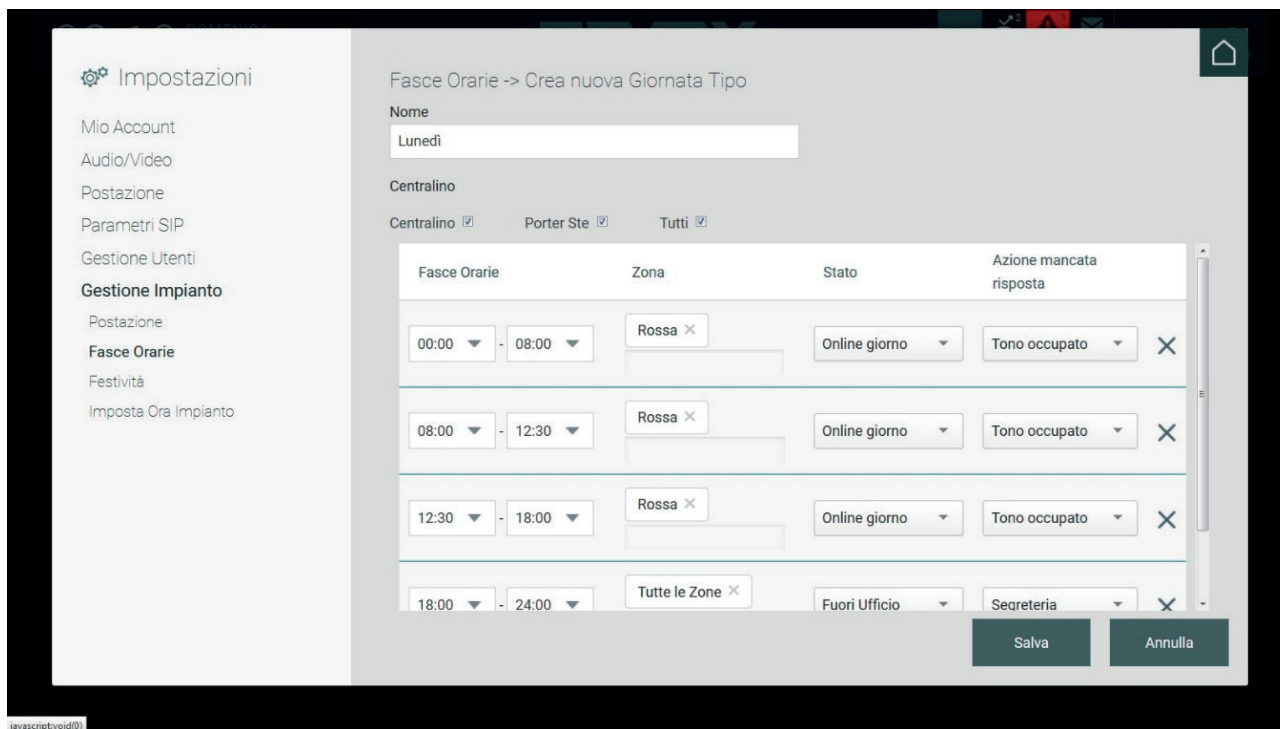 Impostazioni
Mio Account
Audio/Video
Postazione
Parametri SIP
Gestione Utenti
Gestione Impianto
Postazione
Fasce Orarie
Festività
Imposta Ora Impianto
Fasce Orarie -> Crea nuova Giornata Tipo
Nome
Lunedì
Centralino
Centralino Porter Ste Tutti
Fasce Orarie Zona Stato Azione mancata risposta
00:00 - 08:00 Rossa Online giorno Tono occupato
08:00 - 12:30 Rossa Online giorno Tono occupato
12:30 - 18:00 Rossa Online giorno Tono occupato
18:00 - 24:00 Tutte le Zone Fuori Ufficio Segreteria
Salva Annulla
javascript:void(0)